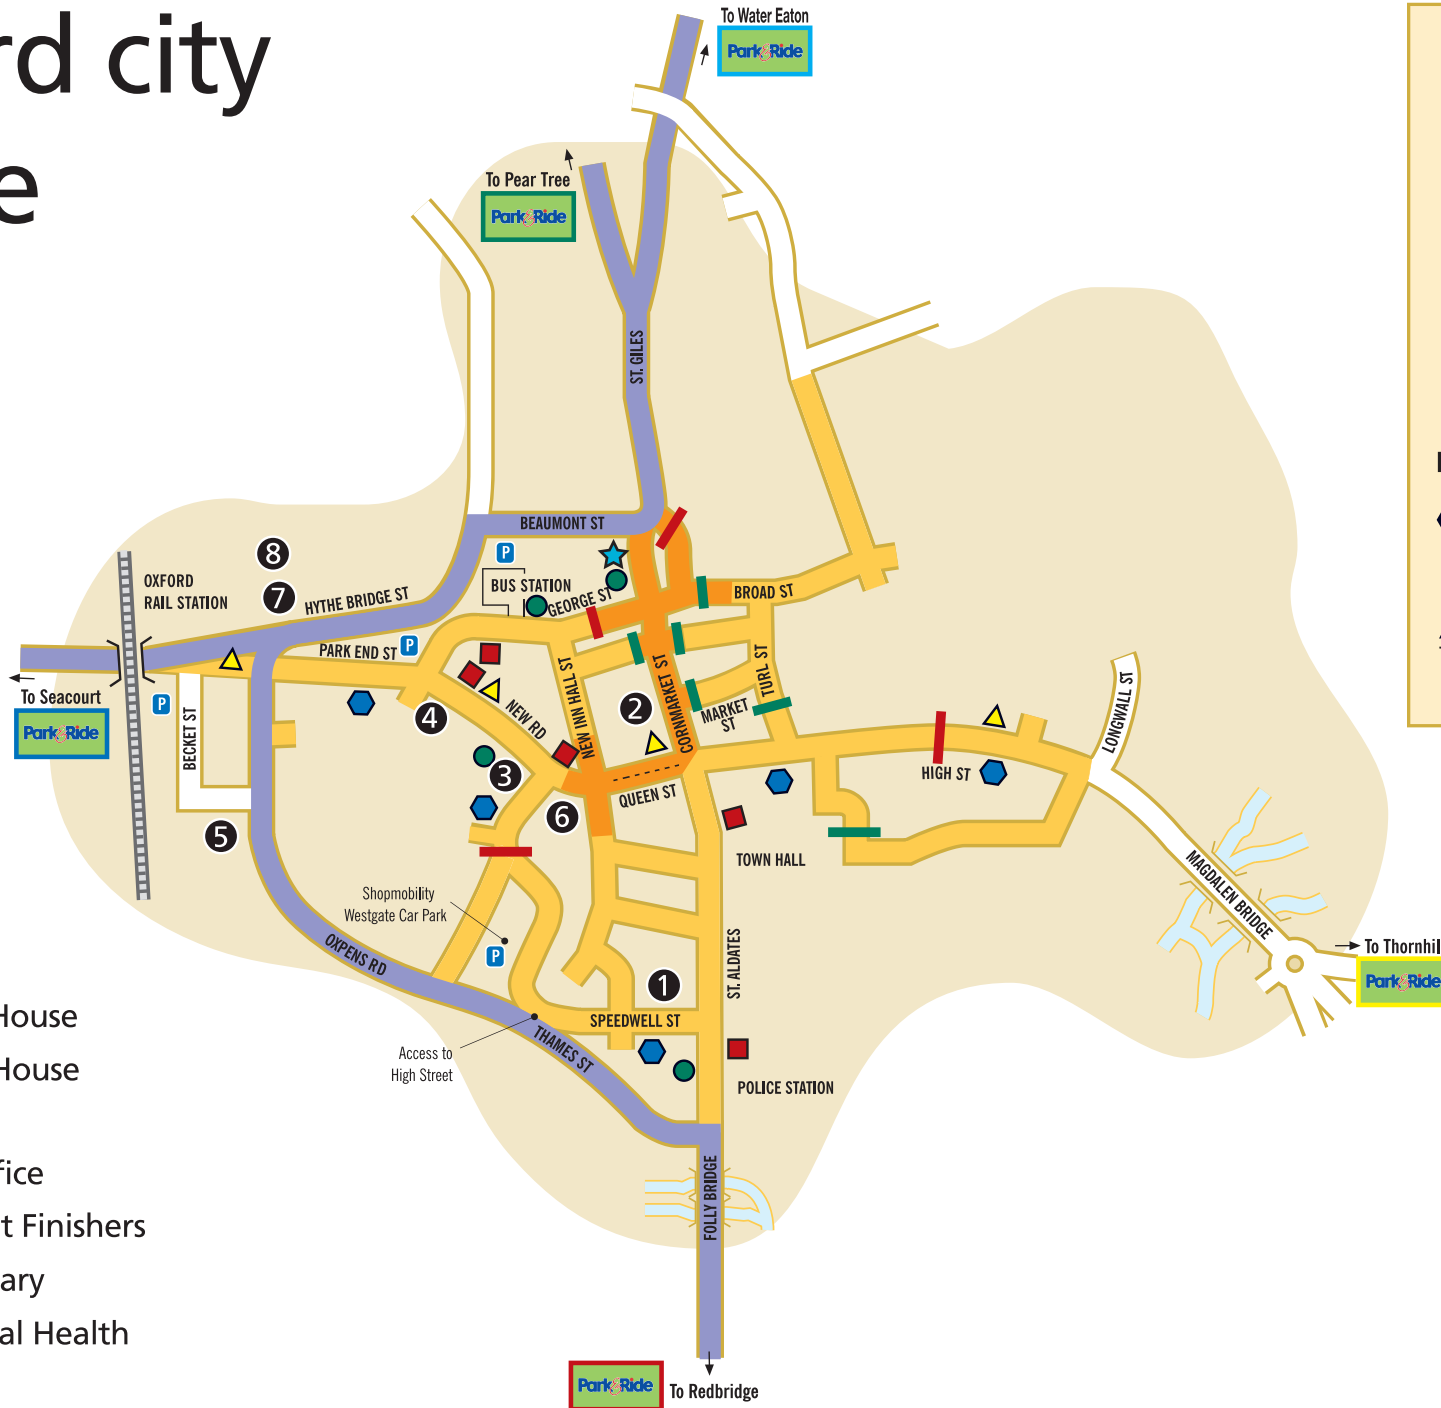 rd city
e
To Water Eaton
Park & Ride
To Pear Tree
Park & Ride
ST. GILES
BEAUMONT ST
P
8
7
OXFORD
RAIL STATION
HYTHE BRIDGE ST
BUS STATION
GEORGE ST
BROAD ST
PARK END ST
P
To Seacourt
Park & Ride
P
BECKET ST
4
NEW RD
NEW INN HALL ST
2
CORNMARKET ST
MARKET
ST
TURL ST
LONGWALL ST
3
6
QUEEN ST
HIGH ST
5
TOWN HALL
MAGDALEN BRIDGE
Shopmobility
Westgate Car Park
P
OXPENS RD
1
ST. ALDATES
To Thornhil
Park & Ride
SPEEDWELL ST
THAMES ST
Access to
High Street
POLICE STATION
FOLLY BRIDGE
House
House
fice
t Finishers
ary
al Health
Park & Ride
To Redbridge